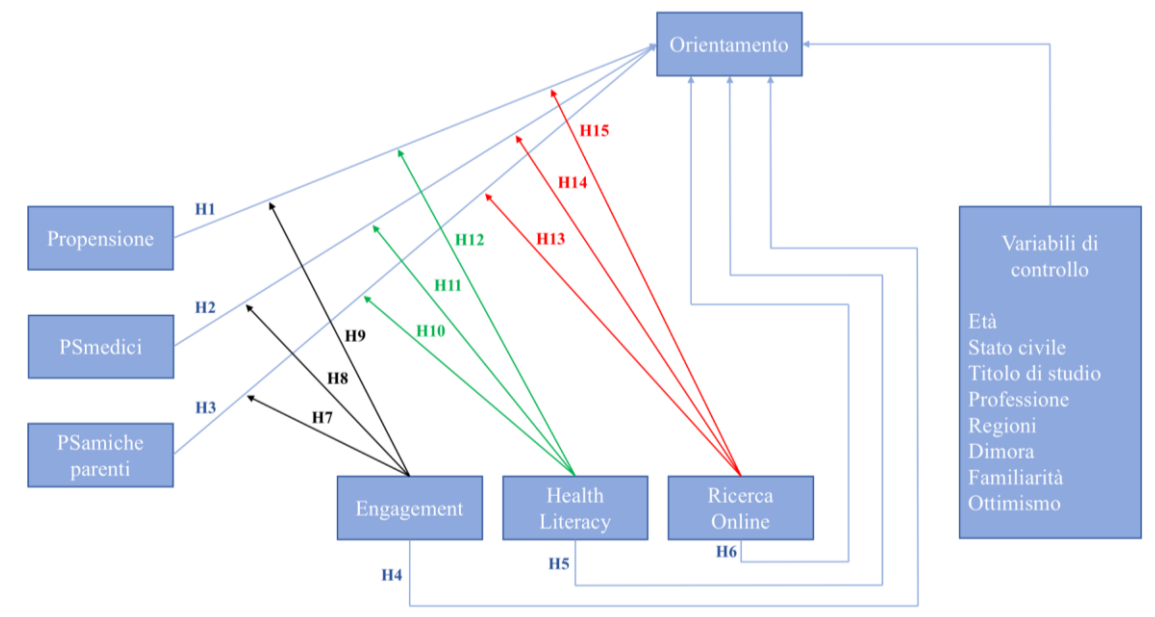 Orientamento
H15
H14
H1
H12
H13
Propensione
Variabili di
controllo
H11
H2
H10
Età
H9
PSmedici
Stato civile
H8
Titolo di studio
H3
Professione
H7
Regioni
PSamiche
parenti
Dimora
Familiarità
Ottimismo
Engagement
Health
Literacy
Ricerca
Online
H6
H5
H4